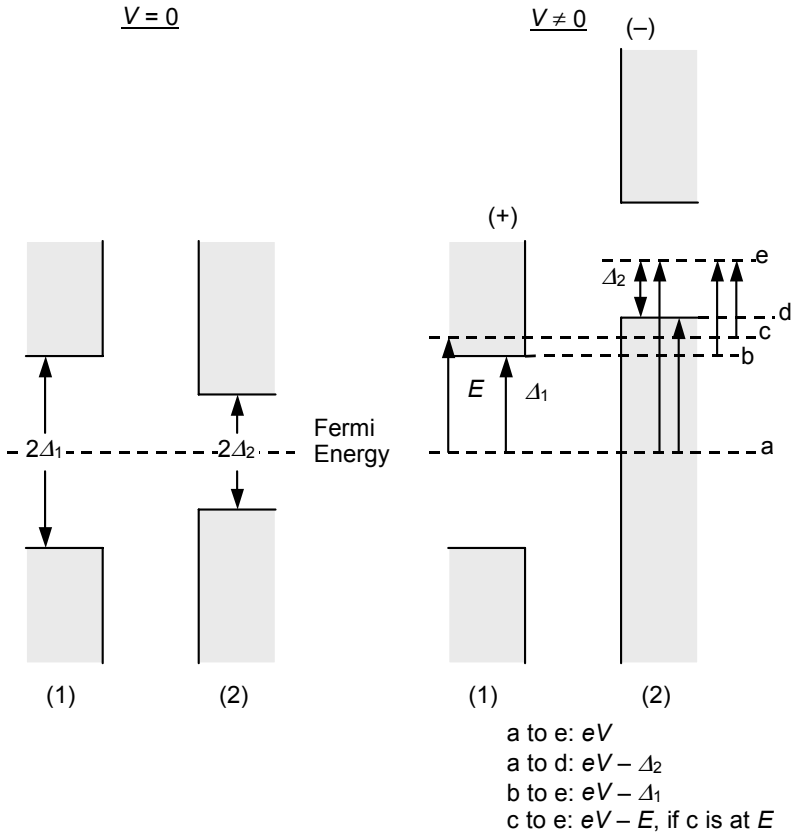 V = 0
V ≠ 0
(–)
(+)
e
Δ2
d
c
b
E
Δ1
2Δ1
2Δ2
Fermi
Energy
a
(1)
(2)
(1)
(2)
a to e: eV
a to d: eV – Δ2
b to e: eV – Δ1
c to e: eV – E, if c is at E